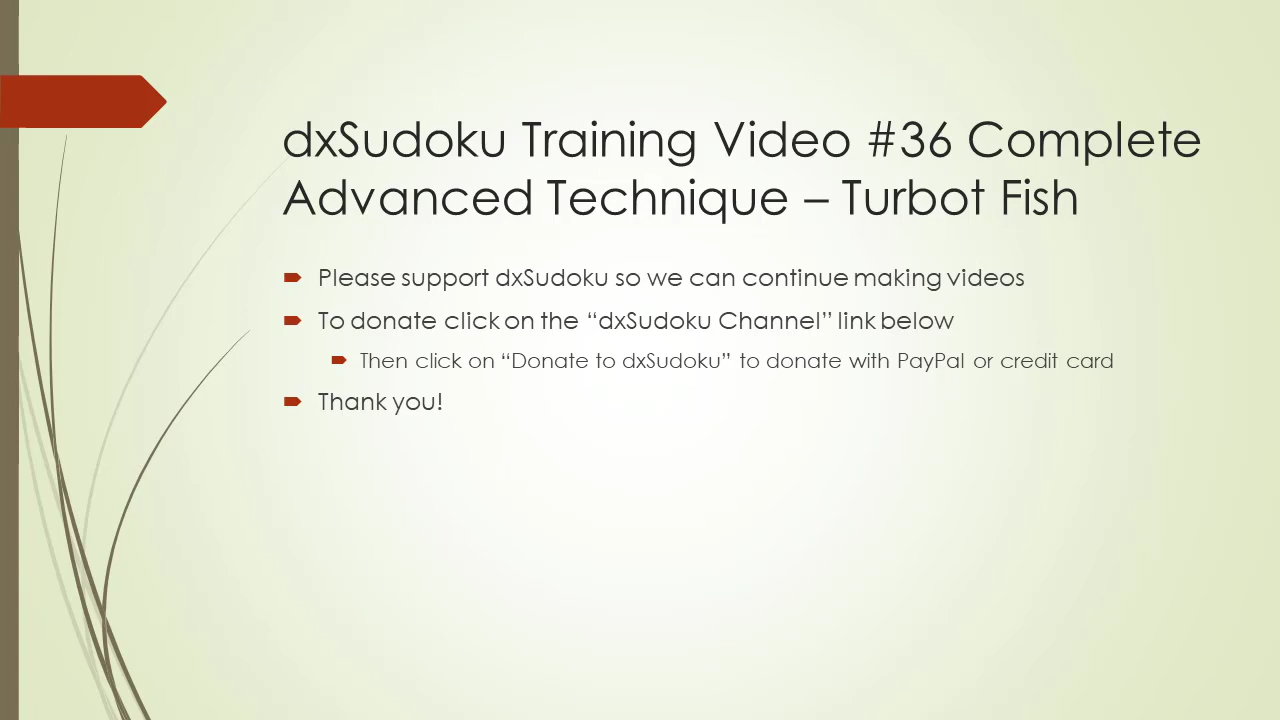 dxSudoku Training Video #36 Complete
Advanced Technique – Turbot Fish
Please support dxSudoku so we can continue making videos
To donate click on the “dxSudoku Channel” link below
Then click on “Donate to dxSudoku” to donate with PayPal or credit card
Thank you!